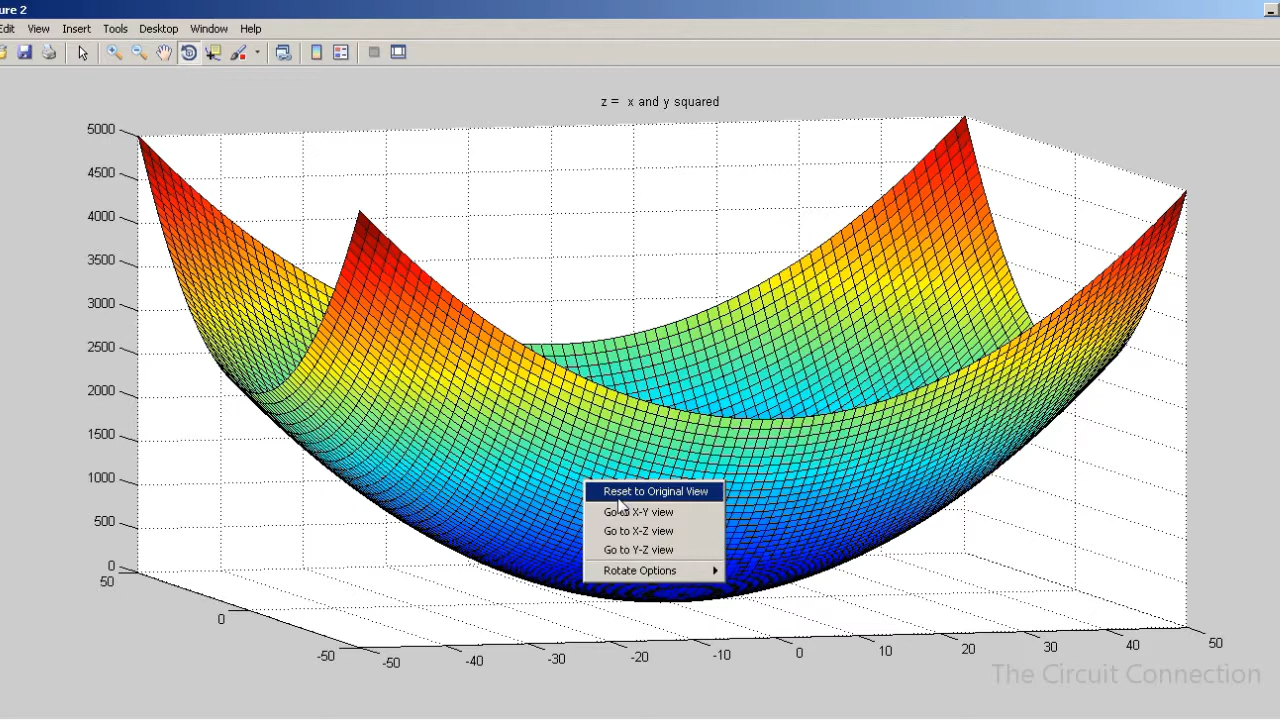 ure 2
Edit View Insert Tools Desktop Window Help
z = x and y squared
5000
4500
4000
3500
3000
2500
2000
1500
1000
500
0
50
0
-50
-50
-40
-30
-20
-10
0
10
20
30
40
50
Reset to Original View
Go to X-Y view
Go to X-Z view
Go to Y-Z view
Rotate Options
The Circuit Connection